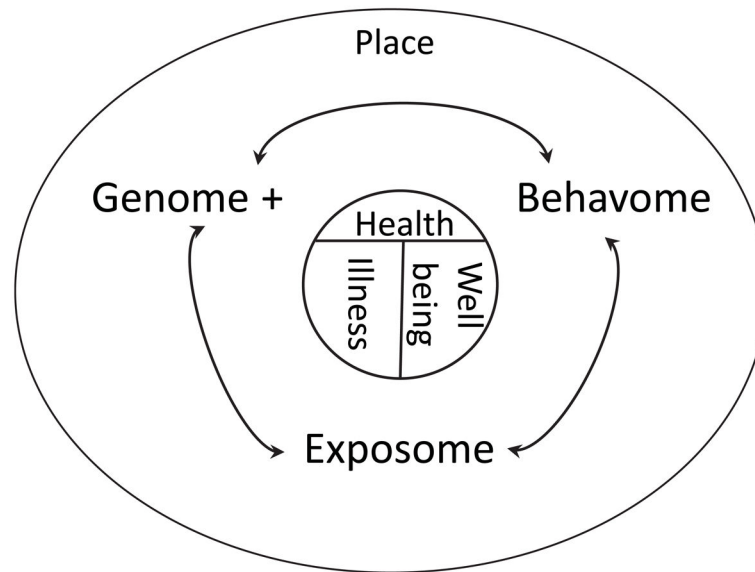 Place
Genome +
Behavome
Health
Illness
Well
being
Exposome